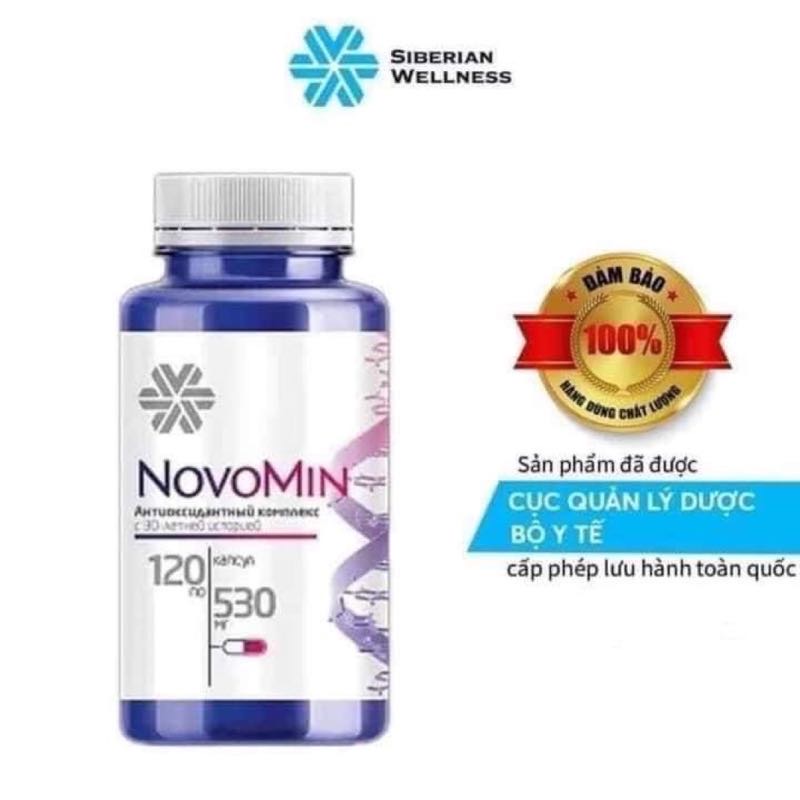 SIBERIAN
WELLNESS
ĐẢM BẢO
100%
HÀNG ĐÚNG CHẤT LƯỢNG
NOVOMIN
Антиоксидантный комплекс
с 30-летней историей
120
капсул
по
530
мг
Sản phẩm đã được
CỤC QUẢN LÝ DƯỢC
BỘ Y TẾ
cấp phép lưu hành toàn quốc